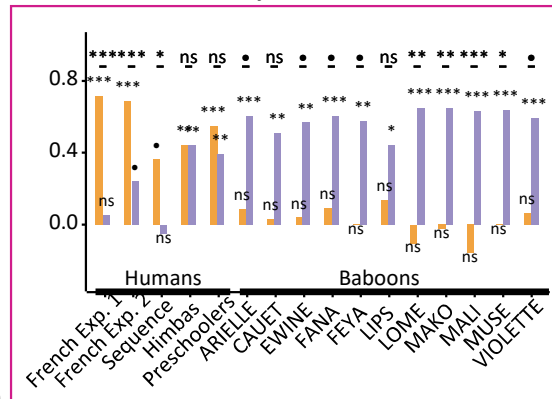 *** *** * ns ns • ns • • • ns ** ** *** * •
0.8
*** *** • ** *** *** ** ** *** ** * *** *** *** *** ***
0.4
• ** **
ns ns ns ns ns ns ns ns ns ns ns ns ns
0.0
Humans Baboons
French Exp. 1
French Exp. 2
Sequence
Himbas
Preschoolers
ARIELLE
CAUET
EWINE
FANA
FEYA
LIPS
LOME
MAKO
MALI
MUSE
VIOLETTE